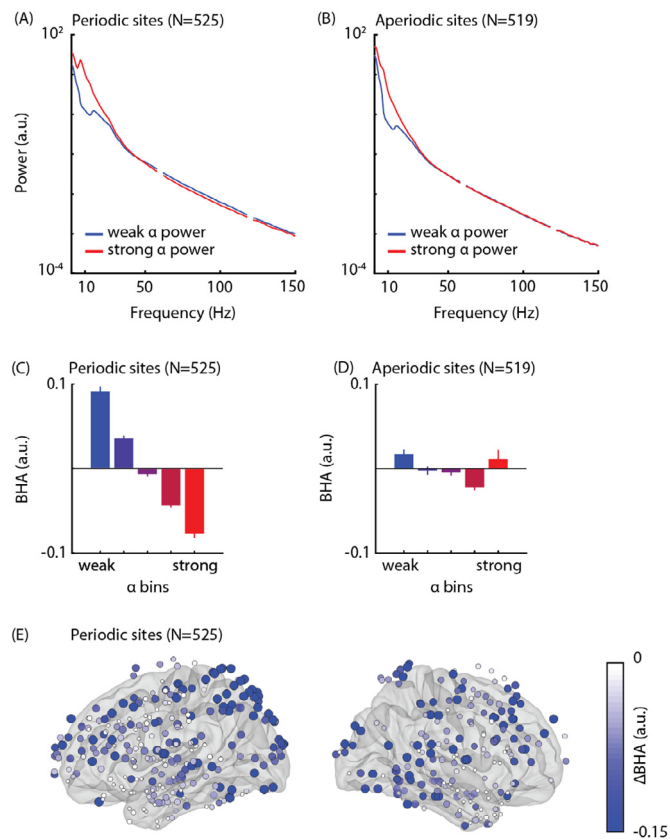 (A) Periodic sites (N=525)
(B) Aperiodic sites (N=519)
10²
10⁻⁴
Power (a.u.)
weak α power
strong α power
10 50 100 150
Frequency (Hz)
10²
10⁻⁴
weak α power
strong α power
10 50 100 150
Frequency (Hz)
(C) Periodic sites (N=525)
0.1
-0.1
BHA (a.u.)
weak strong
α bins
(D) Aperiodic sites (N=519)
0.1
-0.1
BHA (a.u.)
weak strong
α bins
(E) Periodic sites (N=525)
0
ΔBHA (a.u.)
-0.15